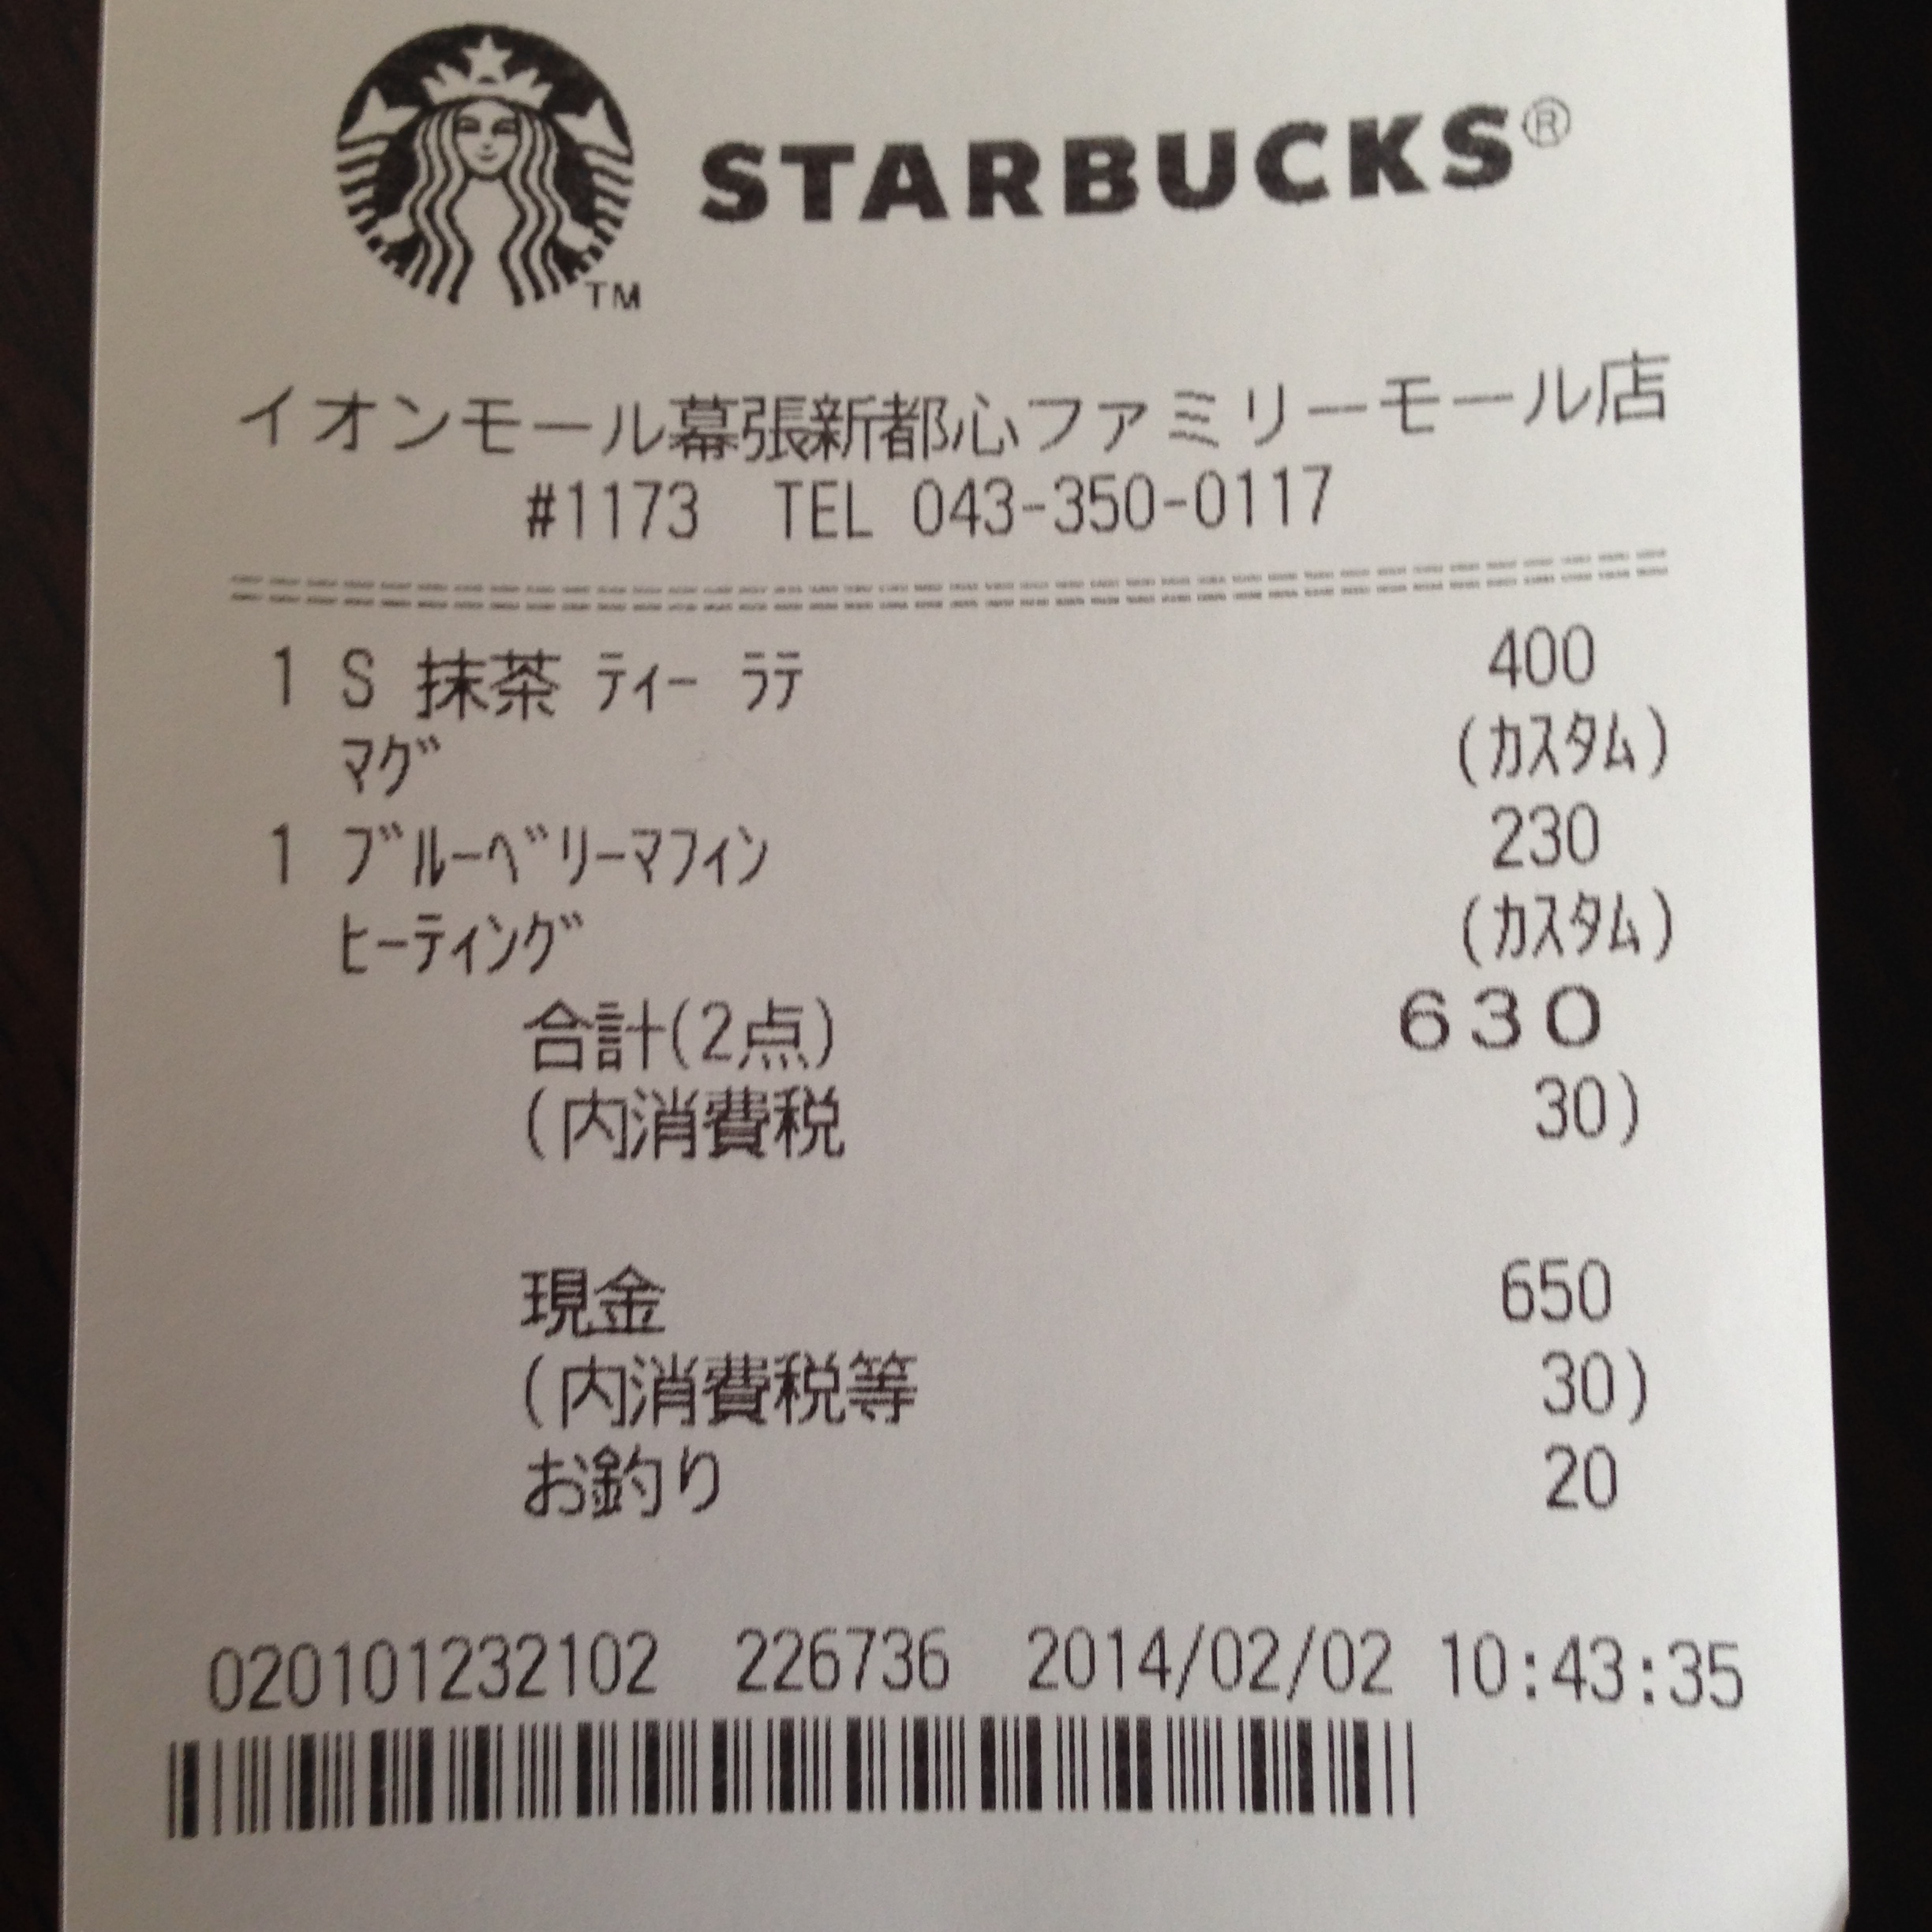 STARBUCKS®
TM
イオンモール幕張新都心ファミリーモール店
#1173 TEL 043-350-0117
1 S 抹茶 ﾃｨｰ ﾗﾃ 400
ﾏｸﾞ (ｶｽﾀﾑ)
1 ﾌﾞﾙｰﾍﾞﾘｰﾏﾌｨﾝ 230
ﾋｰﾃｨﾝｸﾞ (ｶｽﾀﾑ)
合計(2点) 630
(内消費税 30)
現金 650
(内消費税等 30)
お釣り 20
020101232102 226736 2014/02/02 10:43:35